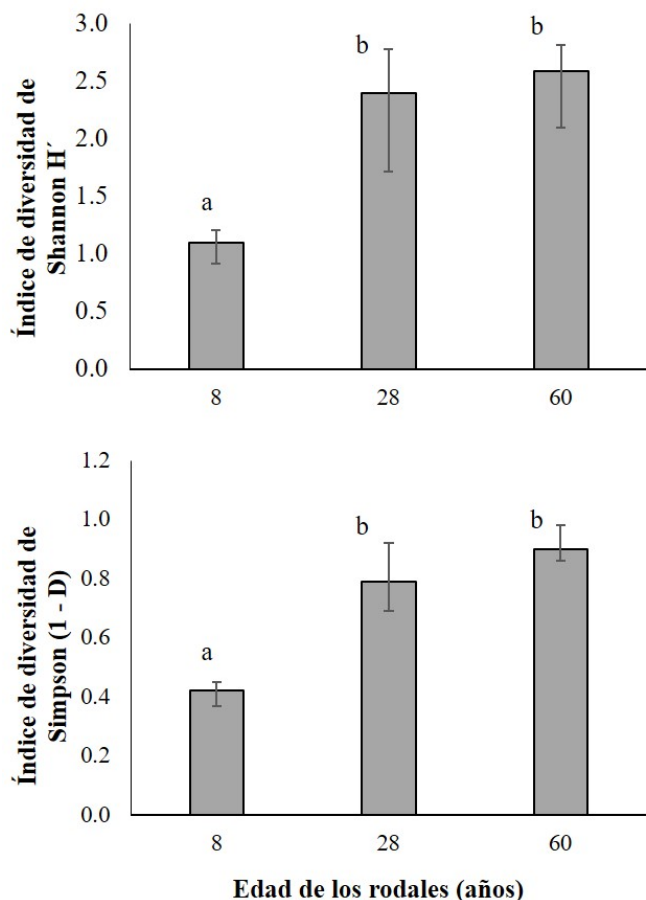 Índice de diversidad de
Shannon H´
3.0
2.5
2.0
1.5
1.0
0.5
0.0
a
b
b
8
28
60
Índice de diversidad de
Simpson (1 - D)
1.2
1.0
0.8
0.6
0.4
0.2
0.0
a
b
b
8
28
60
Edad de los rodales (años)